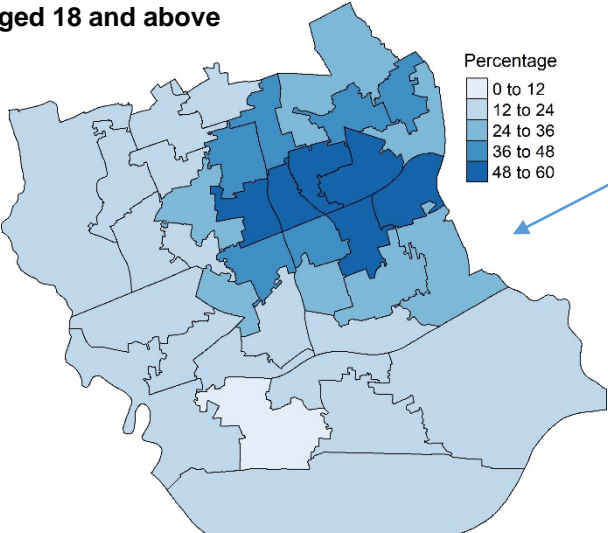 ged 18 and above
Percentage
0 to 12
12 to 24
24 to 36
36 to 48
48 to 60